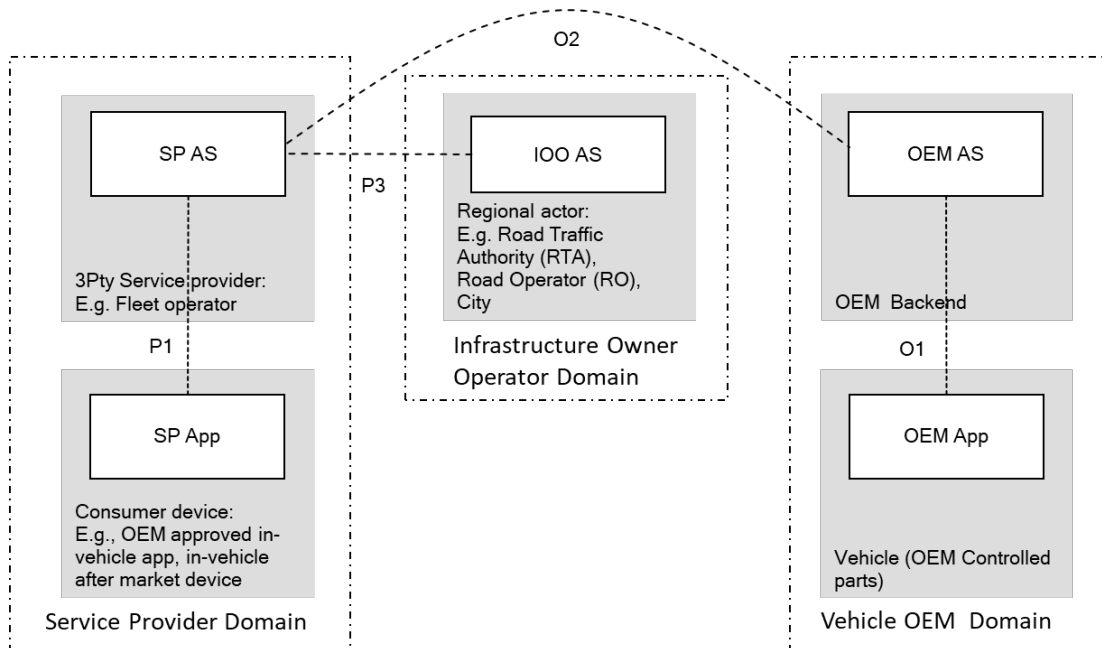 O2
SP AS
IOO AS
OEM AS
P3
3Pty Service provider:
E.g. Fleet operator
Regional actor:
E.g. Road Traffic
Authority (RTA),
Road Operator (RO),
City
OEM  Backend
P1
Infrastructure Owner
Operator Domain
O1
SP App
OEM App
Consumer device:
E.g., OEM approved in-
vehicle app, in-vehicle
after market device
Vehicle (OEM Controlled
parts)
Service Provider Domain
Vehicle OEM  Domain